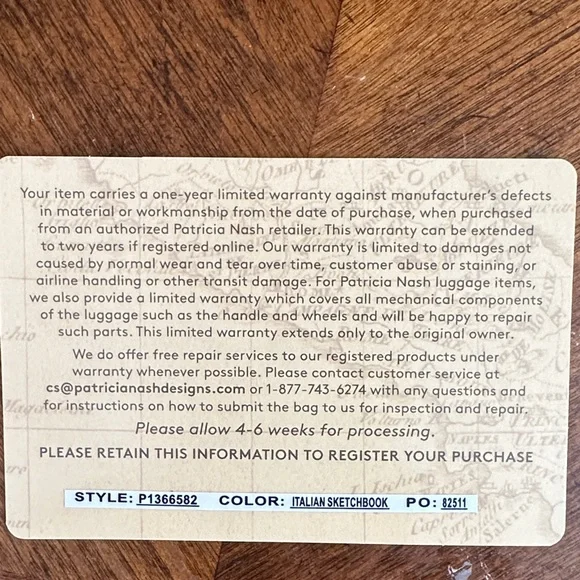 Your item carries a one-year limited warranty against manufacturer's defects
in material or workmanship from the date of purchase, when purchased
from an authorized Patricia Nash retailer. This warranty can be extended
to two years if registered online. Our warranty is limited to damages not
caused by normal wear and tear over time, customer abuse or staining, or
airline handling or other transit damage. For Patricia Nash luggage items,
we also provide a limited warranty which covers all mechanical components
of the luggage such as the handle and wheels and will be happy to repair
such parts. This limited warranty extends only to the original owner.
We do offer free repair services to our registered products under
warranty whenever possible. Please contact customer service at
cs@patricianashdesigns.com or 1-877-743-6274 with any questions and
for instructions on how to submit the bag to us for inspection and repair.
Please allow 4-6 weeks for processing.
PLEASE RETAIN THIS INFORMATION TO REGISTER YOUR PURCHASE
STYLE: P1366582 COLOR: ITALIAN SKETCHBOOK PO: 82511